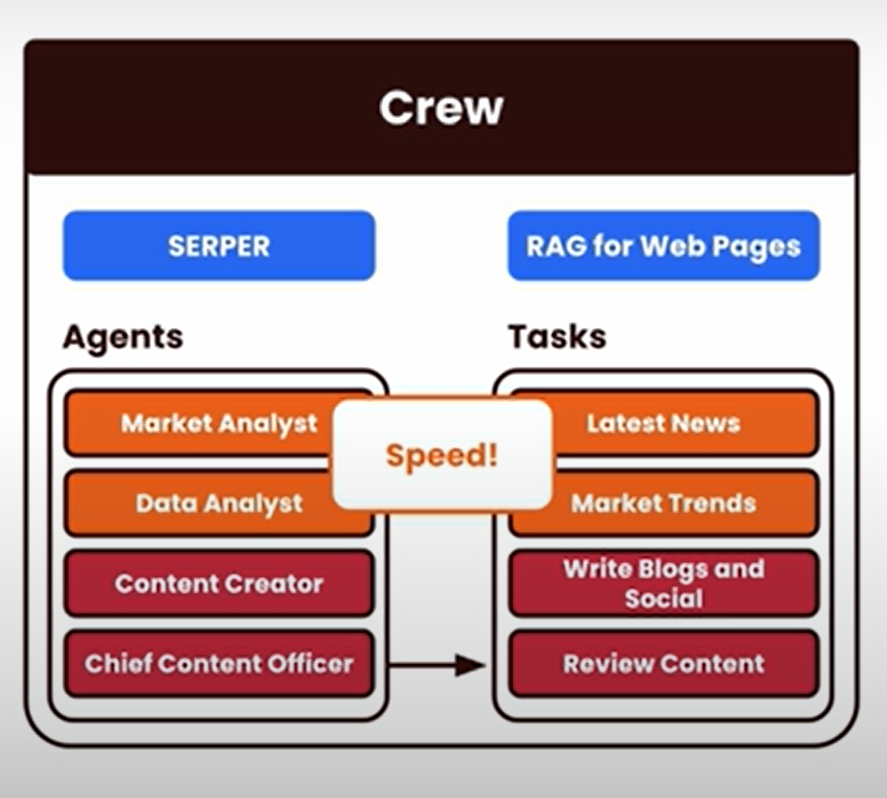 Crew
SERPER
RAG for Web Pages
Agents
Tasks
Market Analyst
Latest News
Speed!
Data Analyst
Market Trends
Content Creator
Write Blogs and
Social
Chief Content Officer
Review Content